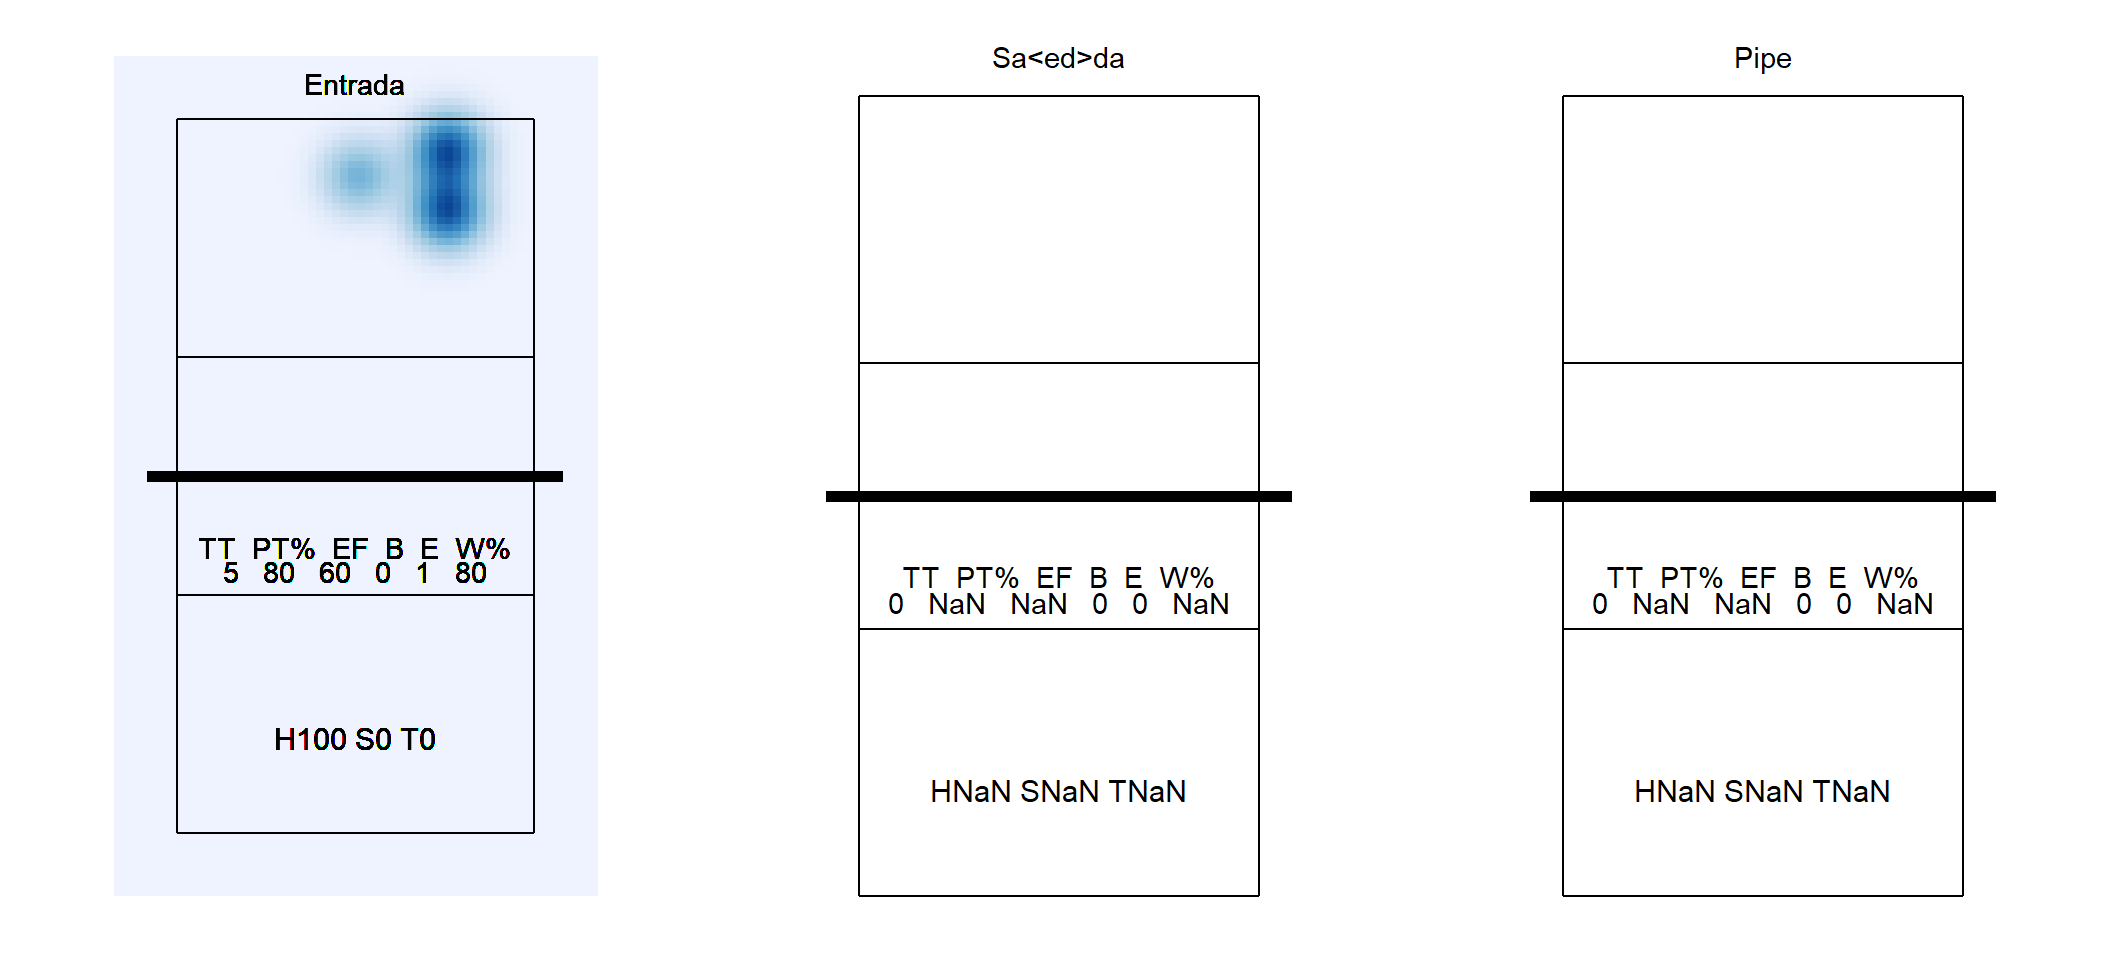 Entrada
TT PT% EF B E W%
5 80 60 0 1 80
H100 S0 T0
Sa<ed>da
TT PT% EF B E W%
0 NaN NaN 0 0 NaN
HNaN SNaN TNaN
Pipe
TT PT% EF B E W%
0 NaN NaN 0 0 NaN
HNaN SNaN TNaN